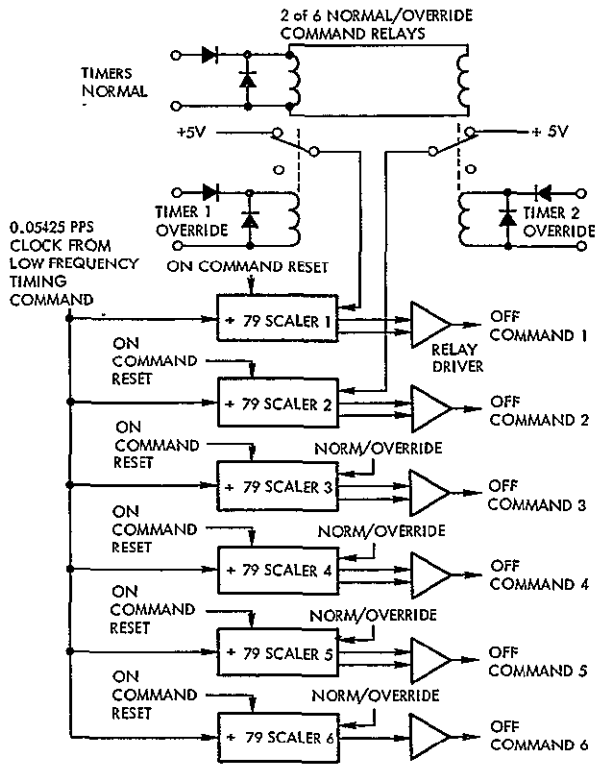 2 of 6 NORMAL/OVERRIDE
COMMAND RELAYS
TIMERS
NORMAL
+5V
+ 5V
TIMER 1
OVERRIDE
TIMER 2
OVERRIDE
0.05425 PPS
CLOCK FROM
LOW FREQUENCY
TIMING
COMMAND
ON COMMAND RESET
÷ 79 SCALER 1
RELAY
DRIVER
OFF
COMMAND 1
ON
COMMAND
RESET
÷ 79 SCALER 2
OFF
COMMAND 2
ON
COMMAND
RESET
NORM/OVERRIDE
÷ 79 SCALER 3
OFF
COMMAND 3
ON
COMMAND
RESET
NORM/OVERRIDE
÷ 79 SCALER 4
OFF
COMMAND 4
ON
COMMAND
RESET
NORM/OVERRIDE
÷ 79 SCALER 5
OFF
COMMAND 5
ON
COMMAND
RESET
NORM/OVERRIDE
÷ 79 SCALER 6
OFF
COMMAND 6